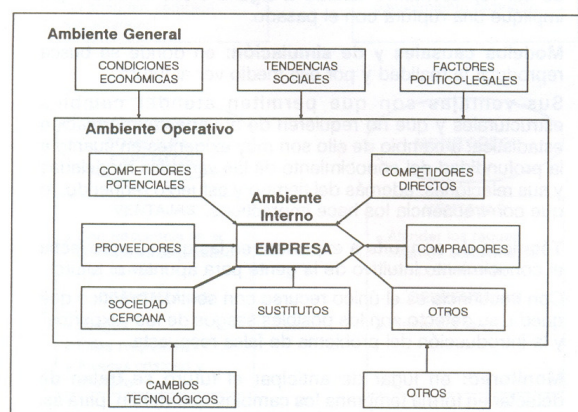 Ambiente General
CONDICIONES
ECONÓMICAS
TENDENCIAS
SOCIALES
FACTORES
POLÍTICO-LEGALES
Ambiente Operativo
COMPETIDORES
POTENCIALES
COMPETIDORES
DIRECTOS
Ambiente
Interno
PROVEEDORES
EMPRESA
COMPRADORES
SOCIEDAD
CERCANA
SUSTITUTOS
OTROS
CAMBIOS
TECNOLÓGICOS
OTROS